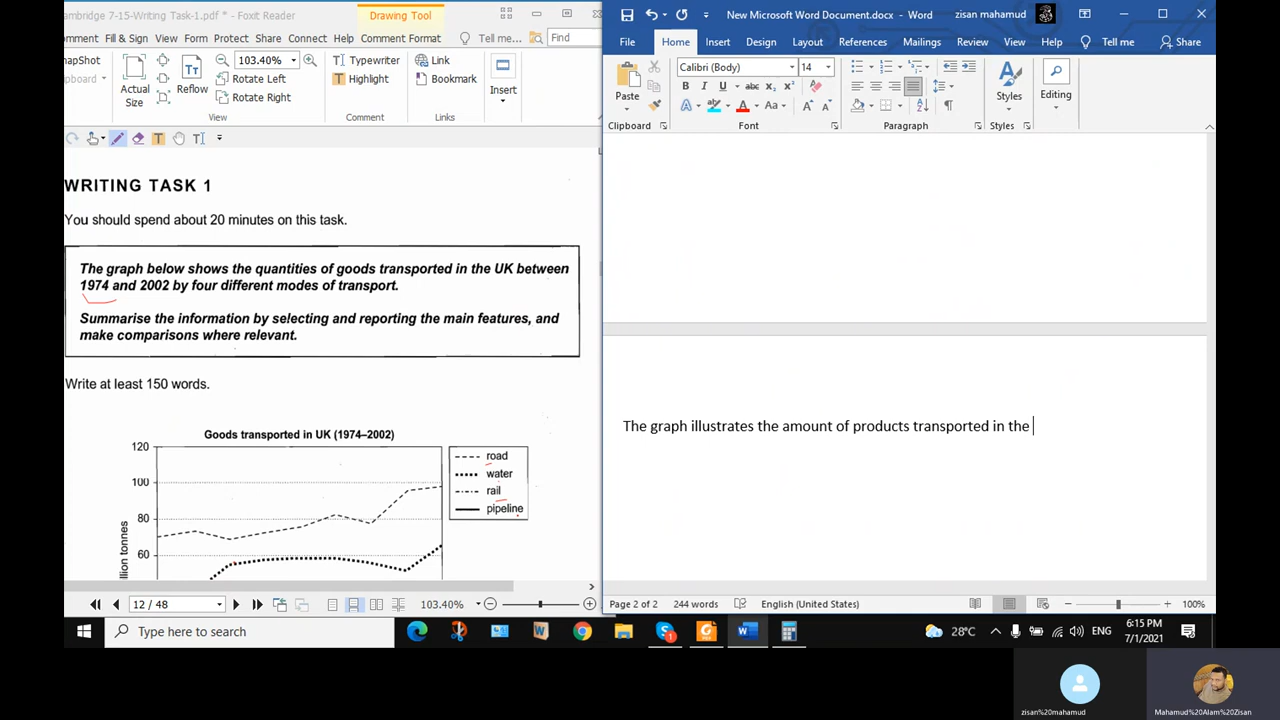 ambridge 7-15-Writing Task-1.pdf * - Foxit Reader
Drawing Tool
New Microsoft Word Document.docx - Word
zisan mahamud
omment
Fill & Sign
View
Form
Protect
Share
Connect
Help
Comment Format
Tell me...
Find
File
Home
Insert
Design
Layout
References
Mailings
Review
View
Help
Tell me
Share
napShot
pboard
Actual Size
Reflow
103.40%
Rotate Left
Rotate Right
View
Typewriter
Highlight
Comment
Link
Bookmark
Links
Insert
Paste
Clipboard
Calibri (Body)
14
B I U abc x₂ x²
Font
Paragraph
Styles
Styles
Editing
WRITING TASK 1
You should spend about 20 minutes on this task.
The graph below shows the quantities of goods transported in the UK between
1974 and 2002 by four different modes of transport.
Summarise the information by selecting and reporting the main features, and
make comparisons where relevant.
Write at least 150 words.
Goods transported in UK (1974–2002)
120
100
80
60
llion tonnes
road
water
rail
pipeline
The graph illustrates the amount of products transported in the
12 / 48
103.40%
Page 2 of 2
244 words
English (United States)
100%
Type here to search
28°C
ENG
6:15 PM
7/1/2021
zisan%20mahamud
Mahamud%20Alam%20Zisan